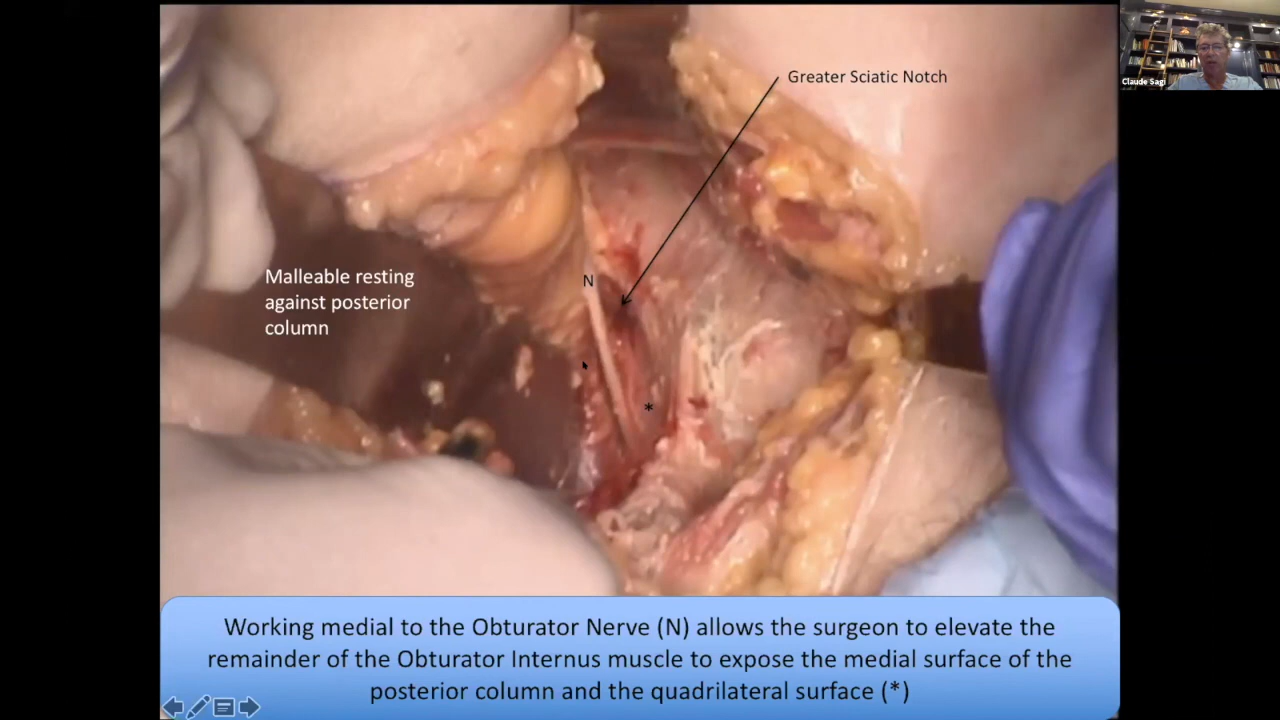 Claude Sagi
Greater Sciatic Notch
N
Malleable resting
against posterior
column
*
Working medial to the Obturator Nerve (N) allows the surgeon to elevate the
remainder of the Obturator Internus muscle to expose the medial surface of the
posterior column and the quadrilateral surface (*)